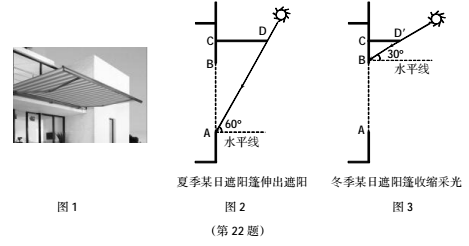 C
D
B
A
60°
水平线
C
D′
B
30°
水平线
A
夏季某日遮阳篷伸出遮阳
冬季某日遮阳篷收缩采光
图1
图2
图3
(第22题)